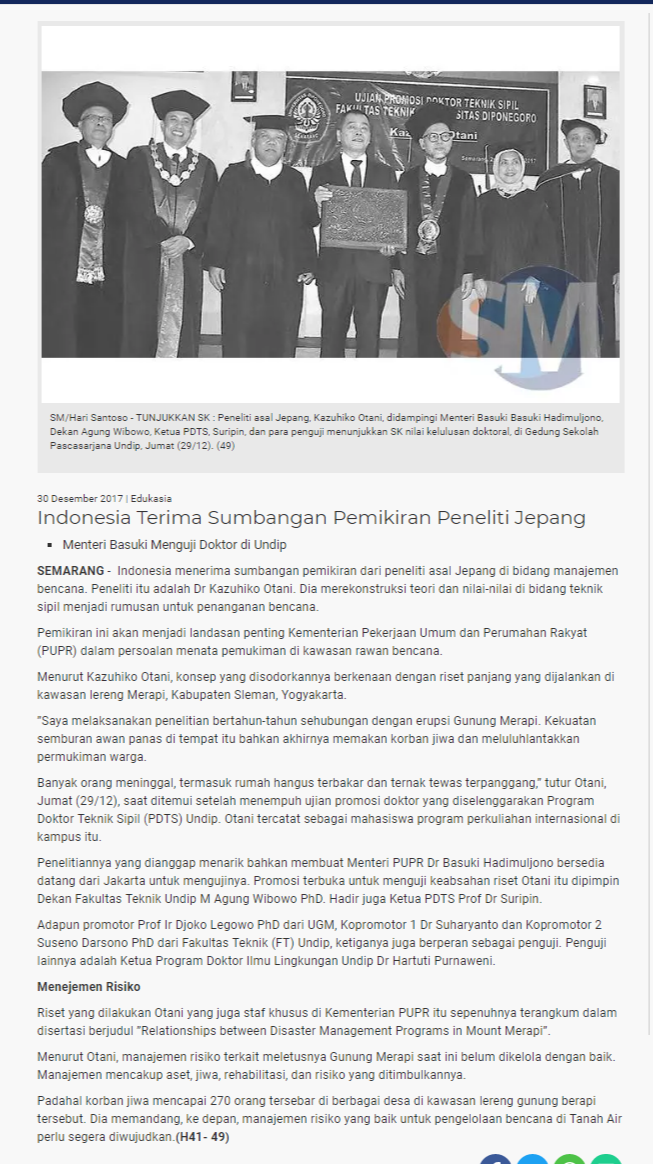 UJIAN PROMOSI DOKTOR TEKNIK SIPIL
FAKULTAS TEKNIK SITAS DIPONEGORO
Otani
Semarang, 2017
SM
SM/Hari Santoso - TUNJUKKAN SK : Peneliti asal Jepang, Kazuhiko Otani, didampingi Menteri Basuki Basuki Hadimuljono,
Dekan Agung Wibowo, Ketua PDTS, Suripin, dan para penguji menunjukkan SK nilai kelulusan doktoral, di Gedung Sekolah
Pascasarjana Undip, Jumat (29/12). (49)
30 Desember 2017 | Edukasia
Indonesia Terima Sumbangan Pemikiran Peneliti Jepang
▪ Menteri Basuki Menguji Doktor di Undip
SEMARANG - Indonesia menerima sumbangan pemikiran dari peneliti asal Jepang di bidang manajemen
bencana. Peneliti itu adalah Dr Kazuhiko Otani. Dia merekonstruksi teori dan nilai-nilai di bidang teknik
sipil menjadi rumusan untuk penanganan bencana.
Pemikiran ini akan menjadi landasan penting Kementerian Pekerjaan Umum dan Perumahan Rakyat
(PUPR) dalam persoalan menata pemukiman di kawasan rawan bencana.
Menurut Kazuhiko Otani, konsep yang disodorkannya berkenaan dengan riset panjang yang dijalankan di
kawasan lereng Merapi, Kabupaten Sleman, Yogyakarta.
"Saya melaksanakan penelitian bertahun-tahun sehubungan dengan erupsi Gunung Merapi. Kekuatan
semburan awan panas di tempat itu bahkan akhirnya memakan korban jiwa dan meluluhlantakkan
permukiman warga.
Banyak orang meninggal, termasuk rumah hangus terbakar dan ternak tewas terpanggang," tutur Otani,
Jumat (29/12), saat ditemui setelah menempuh ujian promosi doktor yang diselenggarakan Program
Doktor Teknik Sipil (PDTS) Undip. Otani tercatat sebagai mahasiswa program perkuliahan internasional di
kampus itu.
Penelitiannya yang dianggap menarik bahkan membuat Menteri PUPR Dr Basuki Hadimuljono bersedia
datang dari Jakarta untuk mengujinya. Promosi terbuka untuk menguji keabsahan riset Otani itu dipimpin
Dekan Fakultas Teknik Undip M Agung Wibowo PhD. Hadir juga Ketua PDTS Prof Dr Suripin.
Adapun promotor Prof Ir Djoko Legowo PhD dari UGM, Kopromotor 1 Dr Suharyanto dan Kopromotor 2
Suseno Darsono PhD dari Fakultas Teknik (FT) Undip, ketiganya juga berperan sebagai penguji. Penguji
lainnya adalah Ketua Program Doktor Ilmu Lingkungan Undip Dr Hartuti Purnaweni.
Menejemen Risiko
Riset yang dilakukan Otani yang juga staf khusus di Kementerian PUPR itu sepenuhnya terangkum dalam
disertasi berjudul "Relationships between Disaster Management Programs in Mount Merapi".
Menurut Otani, manajemen risiko terkait meletusnya Gunung Merapi saat ini belum dikelola dengan baik.
Manajemen mencakup aset, jiwa, rehabilitasi, dan risiko yang ditimbulkannya.
Padahal korban jiwa mencapai 270 orang tersebar di berbagai desa di kawasan lereng gunung berapi
tersebut. Dia memandang, ke depan, manajemen risiko yang baik untuk pengelolaan bencana di Tanah Air
perlu segera diwujudkan.(H41- 49)